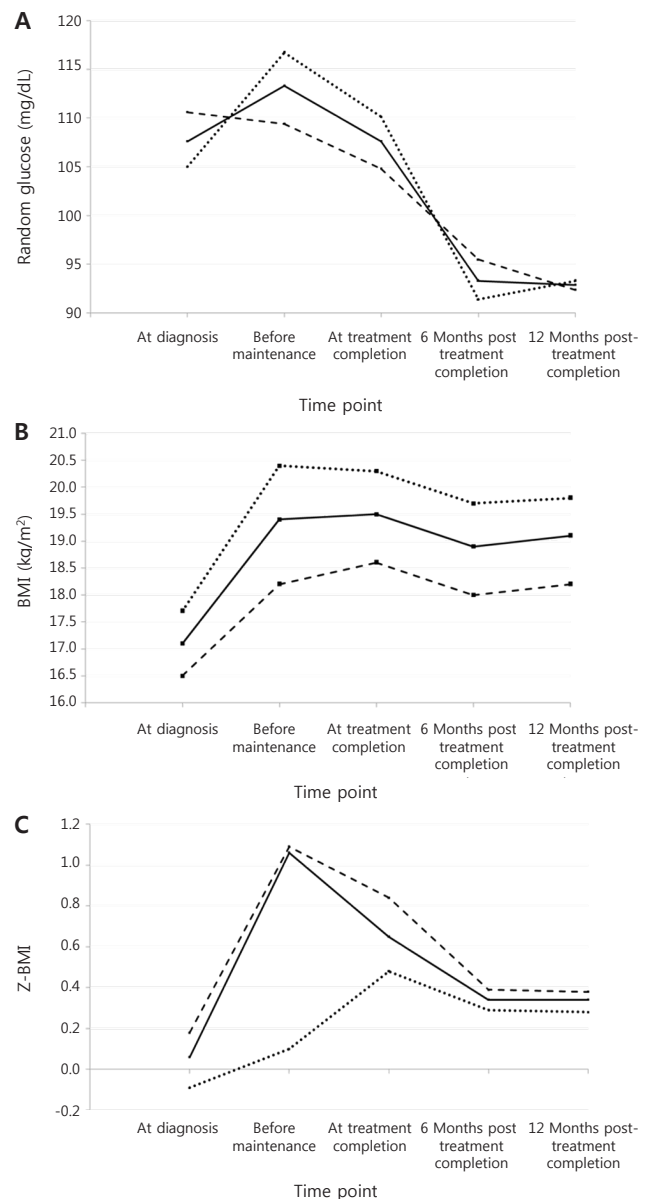 A
Random glucose (mg/dL)
120
115
110
105
100
95
90
At diagnosis
Before
maintenance
At treatment
completion
6 Months post
treatment
completion
12 Months post-
treatment
completion
Time point
B
BMI (kg/m²)
21.0
20.5
20.0
19.5
19.0
18.5
18.0
17.5
17.0
16.5
16.0
At diagnosis
Before
maintenance
At treatment
completion
6 Months post
treatment
completion
12 Months post-
treatment
completion
Time point
C
Z-BMI
1.2
1.0
0.8
0.6
0.4
0.2
0.0
-0.2
At diagnosis
Before
maintenance
At treatment
completion
6 Months post
treatment
completion
12 Months post-
treatment
completion
Time point